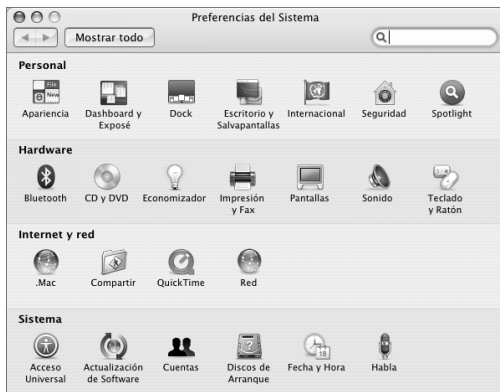 Preferencias del Sistema
Mostrar todo
Personal
Apariencia
Dashboard y
Exposé
Dock
Escritorio y
Salvapantallas
Internacional
Seguridad
Spotlight
Hardware
Bluetooth
CD y DVD
Economizador
Impresión
y Fax
Pantallas
Sonido
Teclado
y Ratón
Internet y red
.Mac
Compartir
QuickTime
Red
Sistema
Acceso
Universal
Actualización
de Software
Cuentas
Discos de
Arranque
Fecha y Hora
Habla